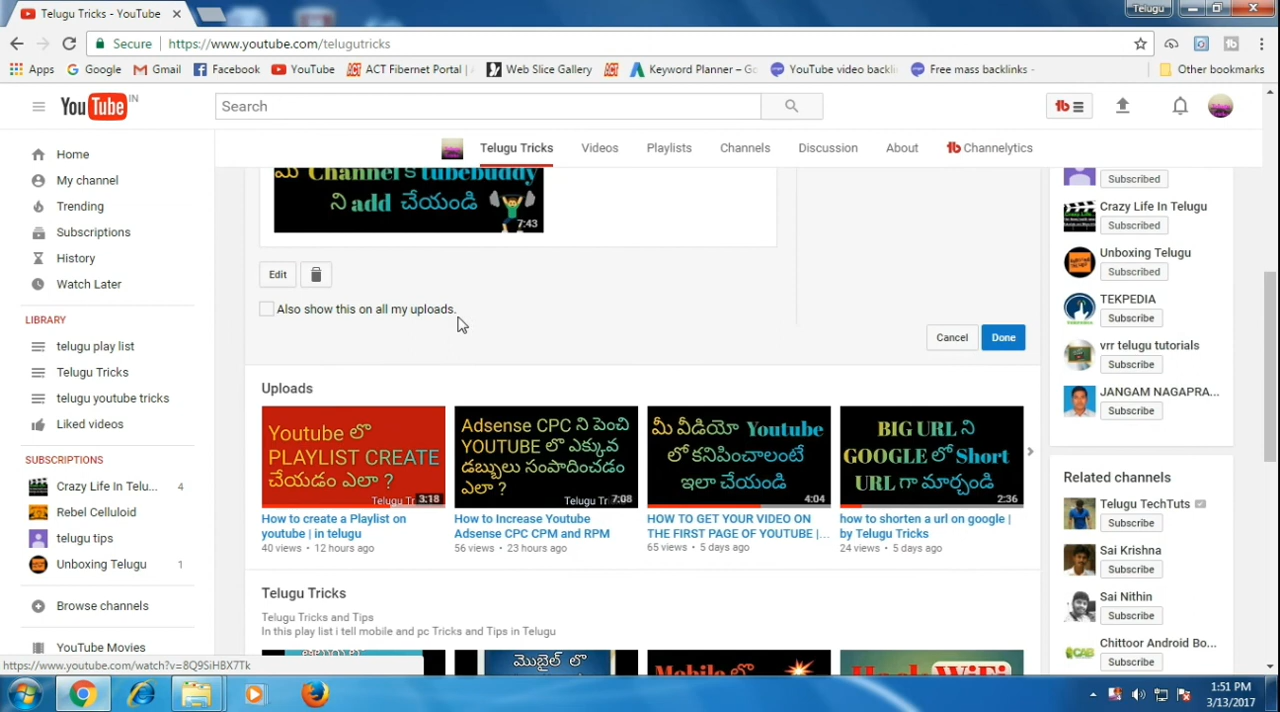 Telugu Tricks - YouTube
Telugu
Secure https://www.youtube.com/telugutricks
Apps Google Gmail Facebook YouTube ACT Fibernet Portal Web Slice Gallery Keyword Planner – Go YouTube video backli Free mass backlinks - Other bookmarks
YouTube IN
Search
Telugu Tricks Videos Playlists Channels Discussion About Channelytics
Home
My channel
Trending
Subscriptions
History
Watch Later
LIBRARY
telugu play list
Telugu Tricks
telugu youtube tricks
Liked videos
SUBSCRIPTIONS
Crazy Life In Telu... 4
Rebel Celluloid
telugu tips
Unboxing Telugu 1
Browse channels
YouTube Movies
మీ Channel కి tubebuddy
ని add చేయండి
7:43
Edit
Also show this on all my uploads.
Cancel Done
Uploads
Youtube లో
PLAYLIST CREATE
చేయడం ఎలా ?
Telugu Tr
3:18
Adsense CPC ని పెంచి
YOUTUBE లో ఎక్కువ
డబ్బులు సంపాదించడం
ఎలా ?
Telugu Tr
7:08
మీ వీడియో Youtube
లో కనిపించాలంటే
ఇలా చేయండి
4:04
BIG URL ని
GOOGLE లో Short
URL గా మార్చండి
2:36
How to create a Playlist on
youtube | in telugu
40 views • 12 hours ago
How to Increase Youtube
Adsense CPC CPM and RPM
56 views • 23 hours ago
HOW TO GET YOUR VIDEO ON
THE FIRST PAGE OF YOUTUBE |...
65 views • 5 days ago
how to shorten a url on google |
by Telugu Tricks
24 views • 5 days ago
Telugu Tricks
Telugu Tricks and Tips
In this play list i tell mobile and pc Tricks and Tips in Telugu
మొబైల్ లో
Mobile లో
Hack WiFi
Subscribed
Crazy Life In Telugu
Subscribed
Unboxing Telugu
Subscribed
TEKPEDIA
Subscribe
vrr telugu tutorials
Subscribe
JANGAM NAGAPRA...
Subscribe
Related channels
Telugu TechTuts
Subscribe
Sai Krishna
Subscribe
Sai Nithin
Subscribe
Chittoor Android Bo...
Subscribe
https://www.youtube.com/watch?v=8Q9SiHBX7Tk
1:51 PM
3/13/2017